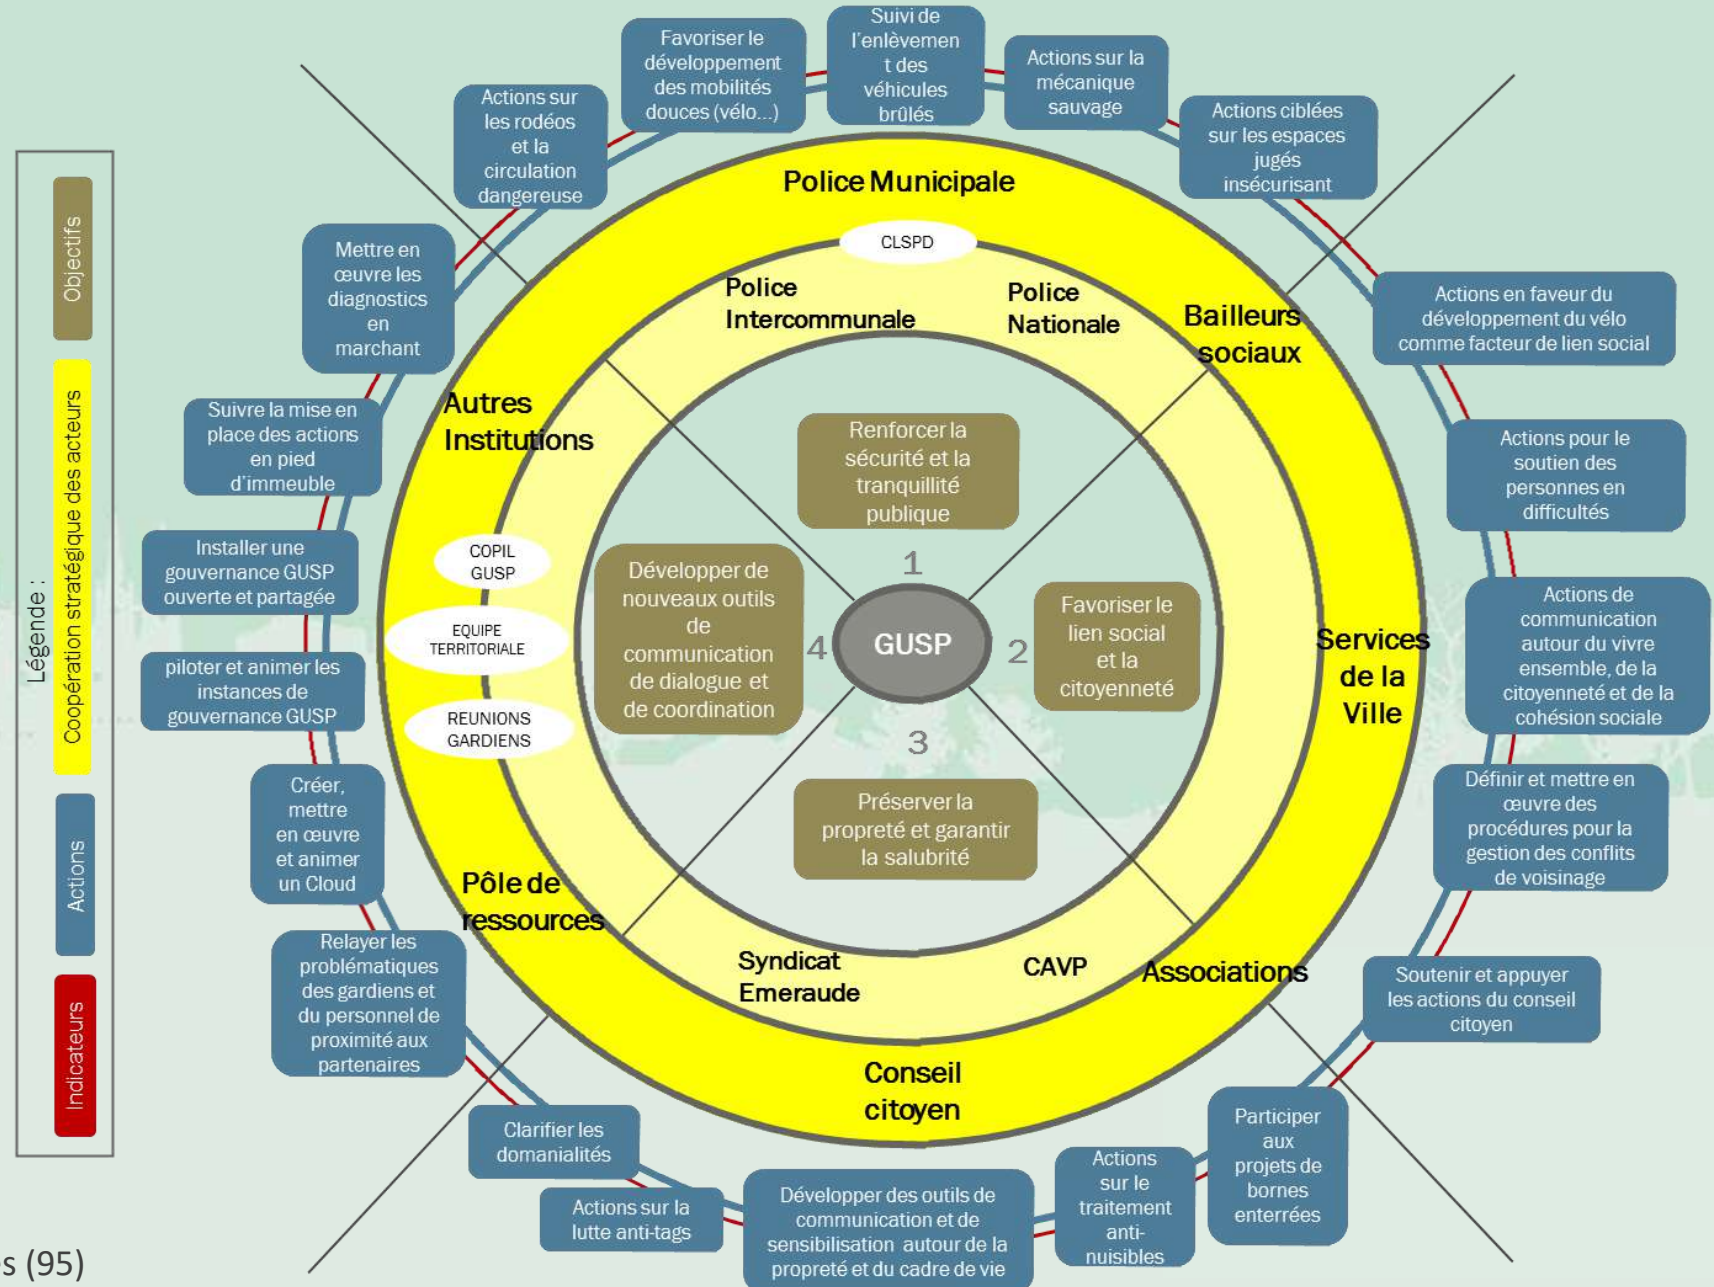 Légende :
Objectifs
Coopération stratégique des acteurs
Actions
Indicateurs
Favoriser le
développement
des mobilités
douces (vélo...)
Suivi de
l'enlèvemen
t des
véhicules
brûlés
Actions sur la
mécanique
sauvage
Actions ciblées
sur les espaces
jugés
insécurisant
Actions sur
les rodéos
et la
circulation
dangereuse
Mettre en
œuvre les
diagnostics
en
marchant
Suivre la mise en
place des actions
en pied
d'immeuble
Installer une
gouvernance GUSP
ouverte et partagée
piloter et animer les
instances de
gouvernance GUSP
Créer,
mettre
en œuvre
et animer
un Cloud
Relayer les
problématiques
des gardiens et
du personnel de
proximité aux
partenaires
Clarifier les
domanialités
Actions sur la
lutte anti-tags
Développer des outils de
communication et de
sensibilisation autour de la
propreté et du cadre de vie
Actions
sur le
traitement
anti-
nuisibles
Participer
aux
projets de
bornes
enterrées
Soutenir et appuyer
les actions du conseil
citoyen
Définir et mettre en
œuvre des
procédures pour la
gestion des conflits
de voisinage
Actions de
communication
autour du vivre
ensemble, de la
citoyenneté et de la
cohésion sociale
Actions pour le
soutien des
personnes en
difficultés
Actions en faveur du
développement du vélo
comme facteur de lien social
Police Municipale
CLSPD
Police
Intercommunale
Police
Nationale
Bailleurs
sociaux
Autres
Institutions
COPIL
GUSP
EQUIPE
TERRITORIALE
REUNIONS
GARDIENS
Services
de la
Ville
Pôle de
ressources
Syndicat
Emeraude
CAVP
Associations
Conseil
citoyen
Renforcer la
sécurité et la
tranquillité
publique
1
Développer de
nouveaux outils
de
communication
de dialogue et
de coordination
4
GUSP
2
Favoriser le
lien social
et la
citoyenneté
3
Préserver la
propreté et garantir
la salubrité
(95)